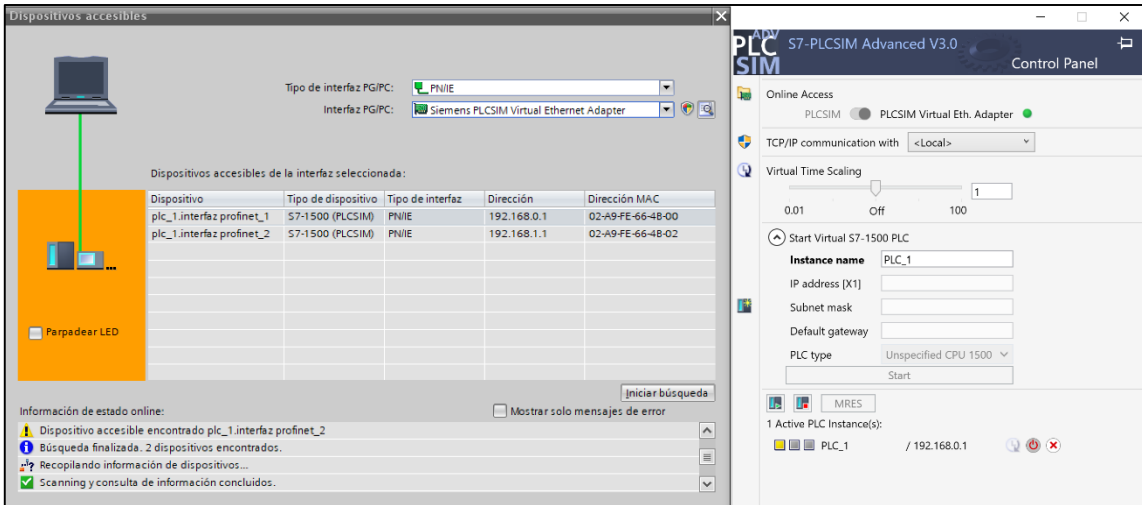 Dispositivos accesibles
Tipo de interfaz PG/PC: PN/IE
Interfaz PG/PC: Siemens PLCSIM Virtual Ethernet Adapter
Dispositivos accesibles de la interfaz seleccionada:
Dispositivo Tipo de dispositivo Tipo de interfaz Dirección Dirección MAC
plc_1.interfaz profinet_1 S7-1500 (PLCSIM) PN/IE 192.168.0.1 02-A9-FE-66-4B-00
plc_1.interfaz profinet_2 S7-1500 (PLCSIM) PN/IE 192.168.1.1 02-A9-FE-66-4B-02
Parpadear LED
Iniciar búsqueda
Información de estado online:
Mostrar solo mensajes de error
Dispositivo accesible encontrado plc_1.interfaz profinet_2
Búsqueda finalizada. 2 dispositivos encontrados.
Recopilando información de dispositivos...
Scanning y consulta de información concluidos.
ADV
PLC
SIM
S7-PLCSIM Advanced V3.0
Control Panel
Online Access
PLCSIM PLCSIM Virtual Eth. Adapter
TCP/IP communication with <Local>
Virtual Time Scaling
1
0.01 Off 100
Start Virtual S7-1500 PLC
Instance name PLC_1
IP address [X1]
Subnet mask
Default gateway
PLC type Unspecified CPU 1500
Start
MRES
1 Active PLC Instance(s):
PLC_1 / 192.168.0.1